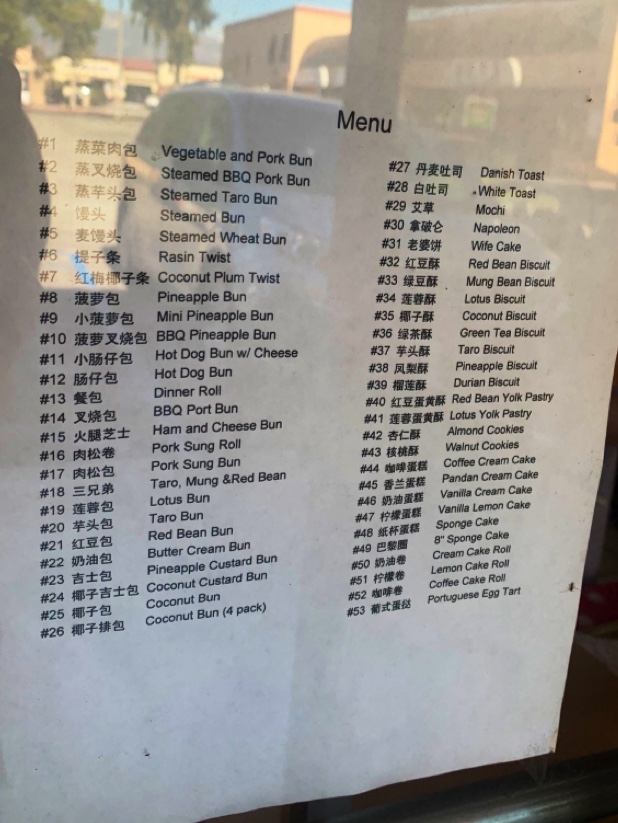 Menu
#1 蒸菜肉包 Vegetable and Pork Bun
#2 蒸叉烧包 Steamed BBQ Pork Bun
#3 蒸芋头包 Steamed Taro Bun
#4 馒头 Steamed Bun
#5 麦馒头 Steamed Wheat Bun
#6 提子条 Rasin Twist
#7 红梅椰子条 Coconut Plum Twist
#8 菠萝包 Pineapple Bun
#9 小菠萝包 Mini Pineapple Bun
#10 菠萝叉烧包 BBQ Pineapple Bun
#11 小肠仔包 Hot Dog Bun w/ Cheese
#12 肠仔包 Hot Dog Bun
#13 餐包 Dinner Roll
#14 叉烧包 BBQ Port Bun
#15 火腿芝士 Ham and Cheese Bun
#16 肉松卷 Pork Sung Roll
#17 肉松包 Pork Sung Bun
#18 三兄弟 Taro, Mung &Red Bean
#19 莲蓉包 Lotus Bun
#20 芋头包 Taro Bun
#21 红豆包 Red Bean Bun
#22 奶油包 Butter Cream Bun
#23 吉士包 Pineapple Custard Bun
#24 椰子吉士包 Coconut Custard Bun
#25 椰子包 Coconut Bun
#26 椰子排包 Coconut Bun (4 pack)
#27 丹麦吐司 Danish Toast
#28 白吐司 White Toast
#29 艾草 Mochi
#30 拿破仑 Napoleon
#31 老婆饼 Wife Cake
#32 红豆酥 Red Bean Biscuit
#33 绿豆酥 Mung Bean Biscuit
#34 莲蓉酥 Lotus Biscuit
#35 椰子酥 Coconut Biscuit
#36 绿茶酥 Green Tea Biscuit
#37 芋头酥 Taro Biscuit
#38 凤梨酥 Pineapple Biscuit
#39 榴莲酥 Durian Biscuit
#40 红豆蛋黄酥 Red Bean Yolk Pastry
#41 莲蓉蛋黄酥 Lotus Yolk Pastry
#42 杏仁酥 Almond Cookies
#43 核桃酥 Walnut Cookies
#44 咖啡蛋糕 Coffee Cream Cake
#45 香兰蛋糕 Pandan Cream Cake
#46 奶油蛋糕 Vanilla Cream Cake
#47 柠檬蛋糕 Vanilla Lemon Cake
#48 纸杯蛋糕 Sponge Cake
#49 巴黎圈 8" Sponge Cake
#50 奶油卷 Cream Cake Roll
#51 柠檬卷 Lemon Cake Roll
#52 咖啡卷 Coffee Cake Roll
#53 葡式蛋挞 Portuguese Egg Tart